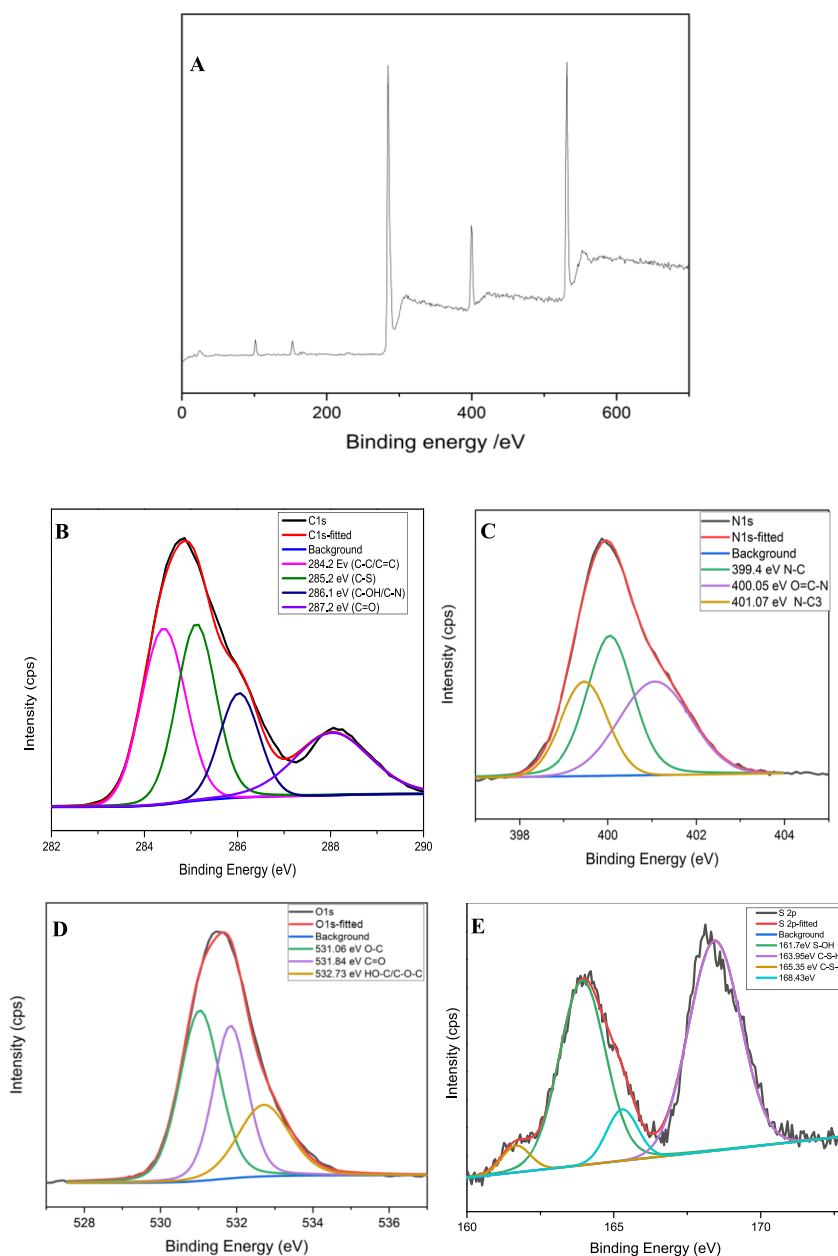 A
0
200
400
600
Binding energy /eV
B
C1s
C1s-fitted
Background
284.2 Ev (C-C/C=C)
285.2 eV (C-S)
286.1 eV (C-OH/C-N)
287.2 eV (C=O)
Intensity (cps)
282
284
286
288
290
Binding Energy (eV)
C
N1s
N1s-fitted
Background
399.4 eV N-C
400.05 eV O=C-N
401.07 eV N-C3
Intensity (cps)
398
400
402
404
Binding Energy (eV)
D
O1s
O1s-fitted
Background
531.06 eV O-C
531.84 eV C=O
532.73 eV HO-C/C-O-C
Intensity (cps)
528
530
532
534
536
Binding Energy (eV)
E
S 2p
S 2p-fitted
Background
161.7eV S-OH
163.95eV C-S-H
165.35 eV C-S-
168.43eV
Intensity (cps)
160
165
170
Binding Energy (eV)